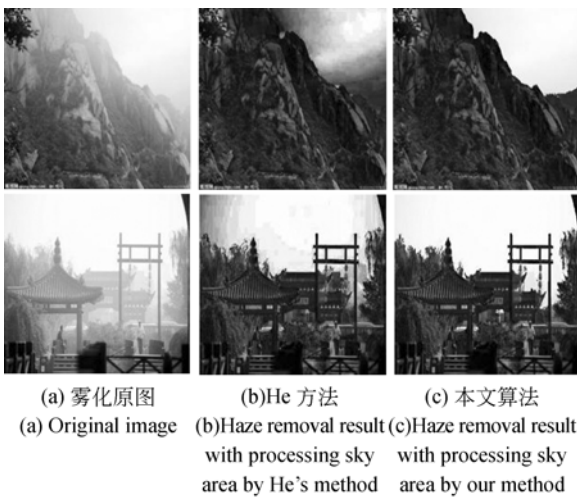 (a) 雾化原图
(b)He 方法
(c) 本文算法
(a) Original image
(b)Haze removal result
with processing sky
area by He's method
(c)Haze removal result
with processing sky
area by our method